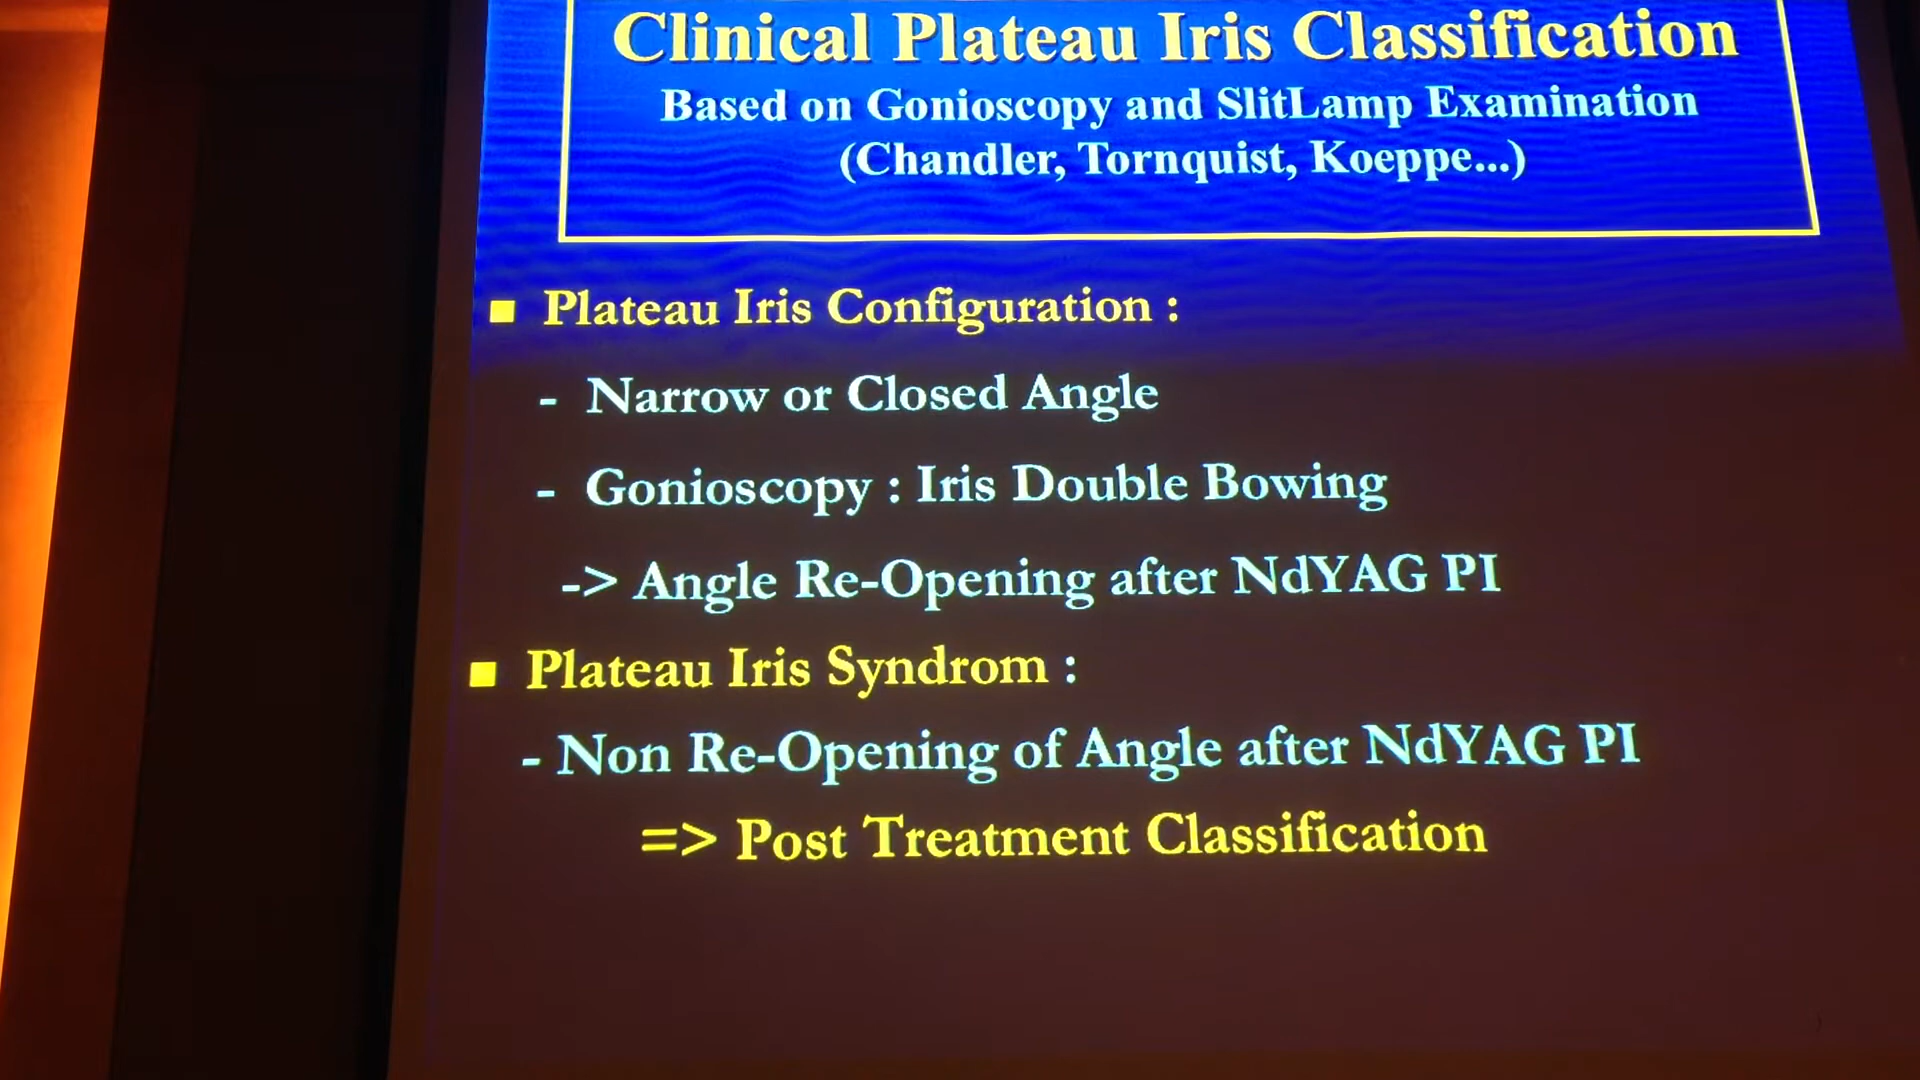 Clinical Plateau Iris Classification
Based on Gonioscopy and SlitLamp Examination
(Chandler, Tornquist, Koeppe...)
■ Plateau Iris Configuration :
- Narrow or Closed Angle
- Gonioscopy : Iris Double Bowing
-> Angle Re-Opening after NdYAG PI
■ Plateau Iris Syndrom :
- Non Re-Opening of Angle after NdYAG PI
=> Post Treatment Classification